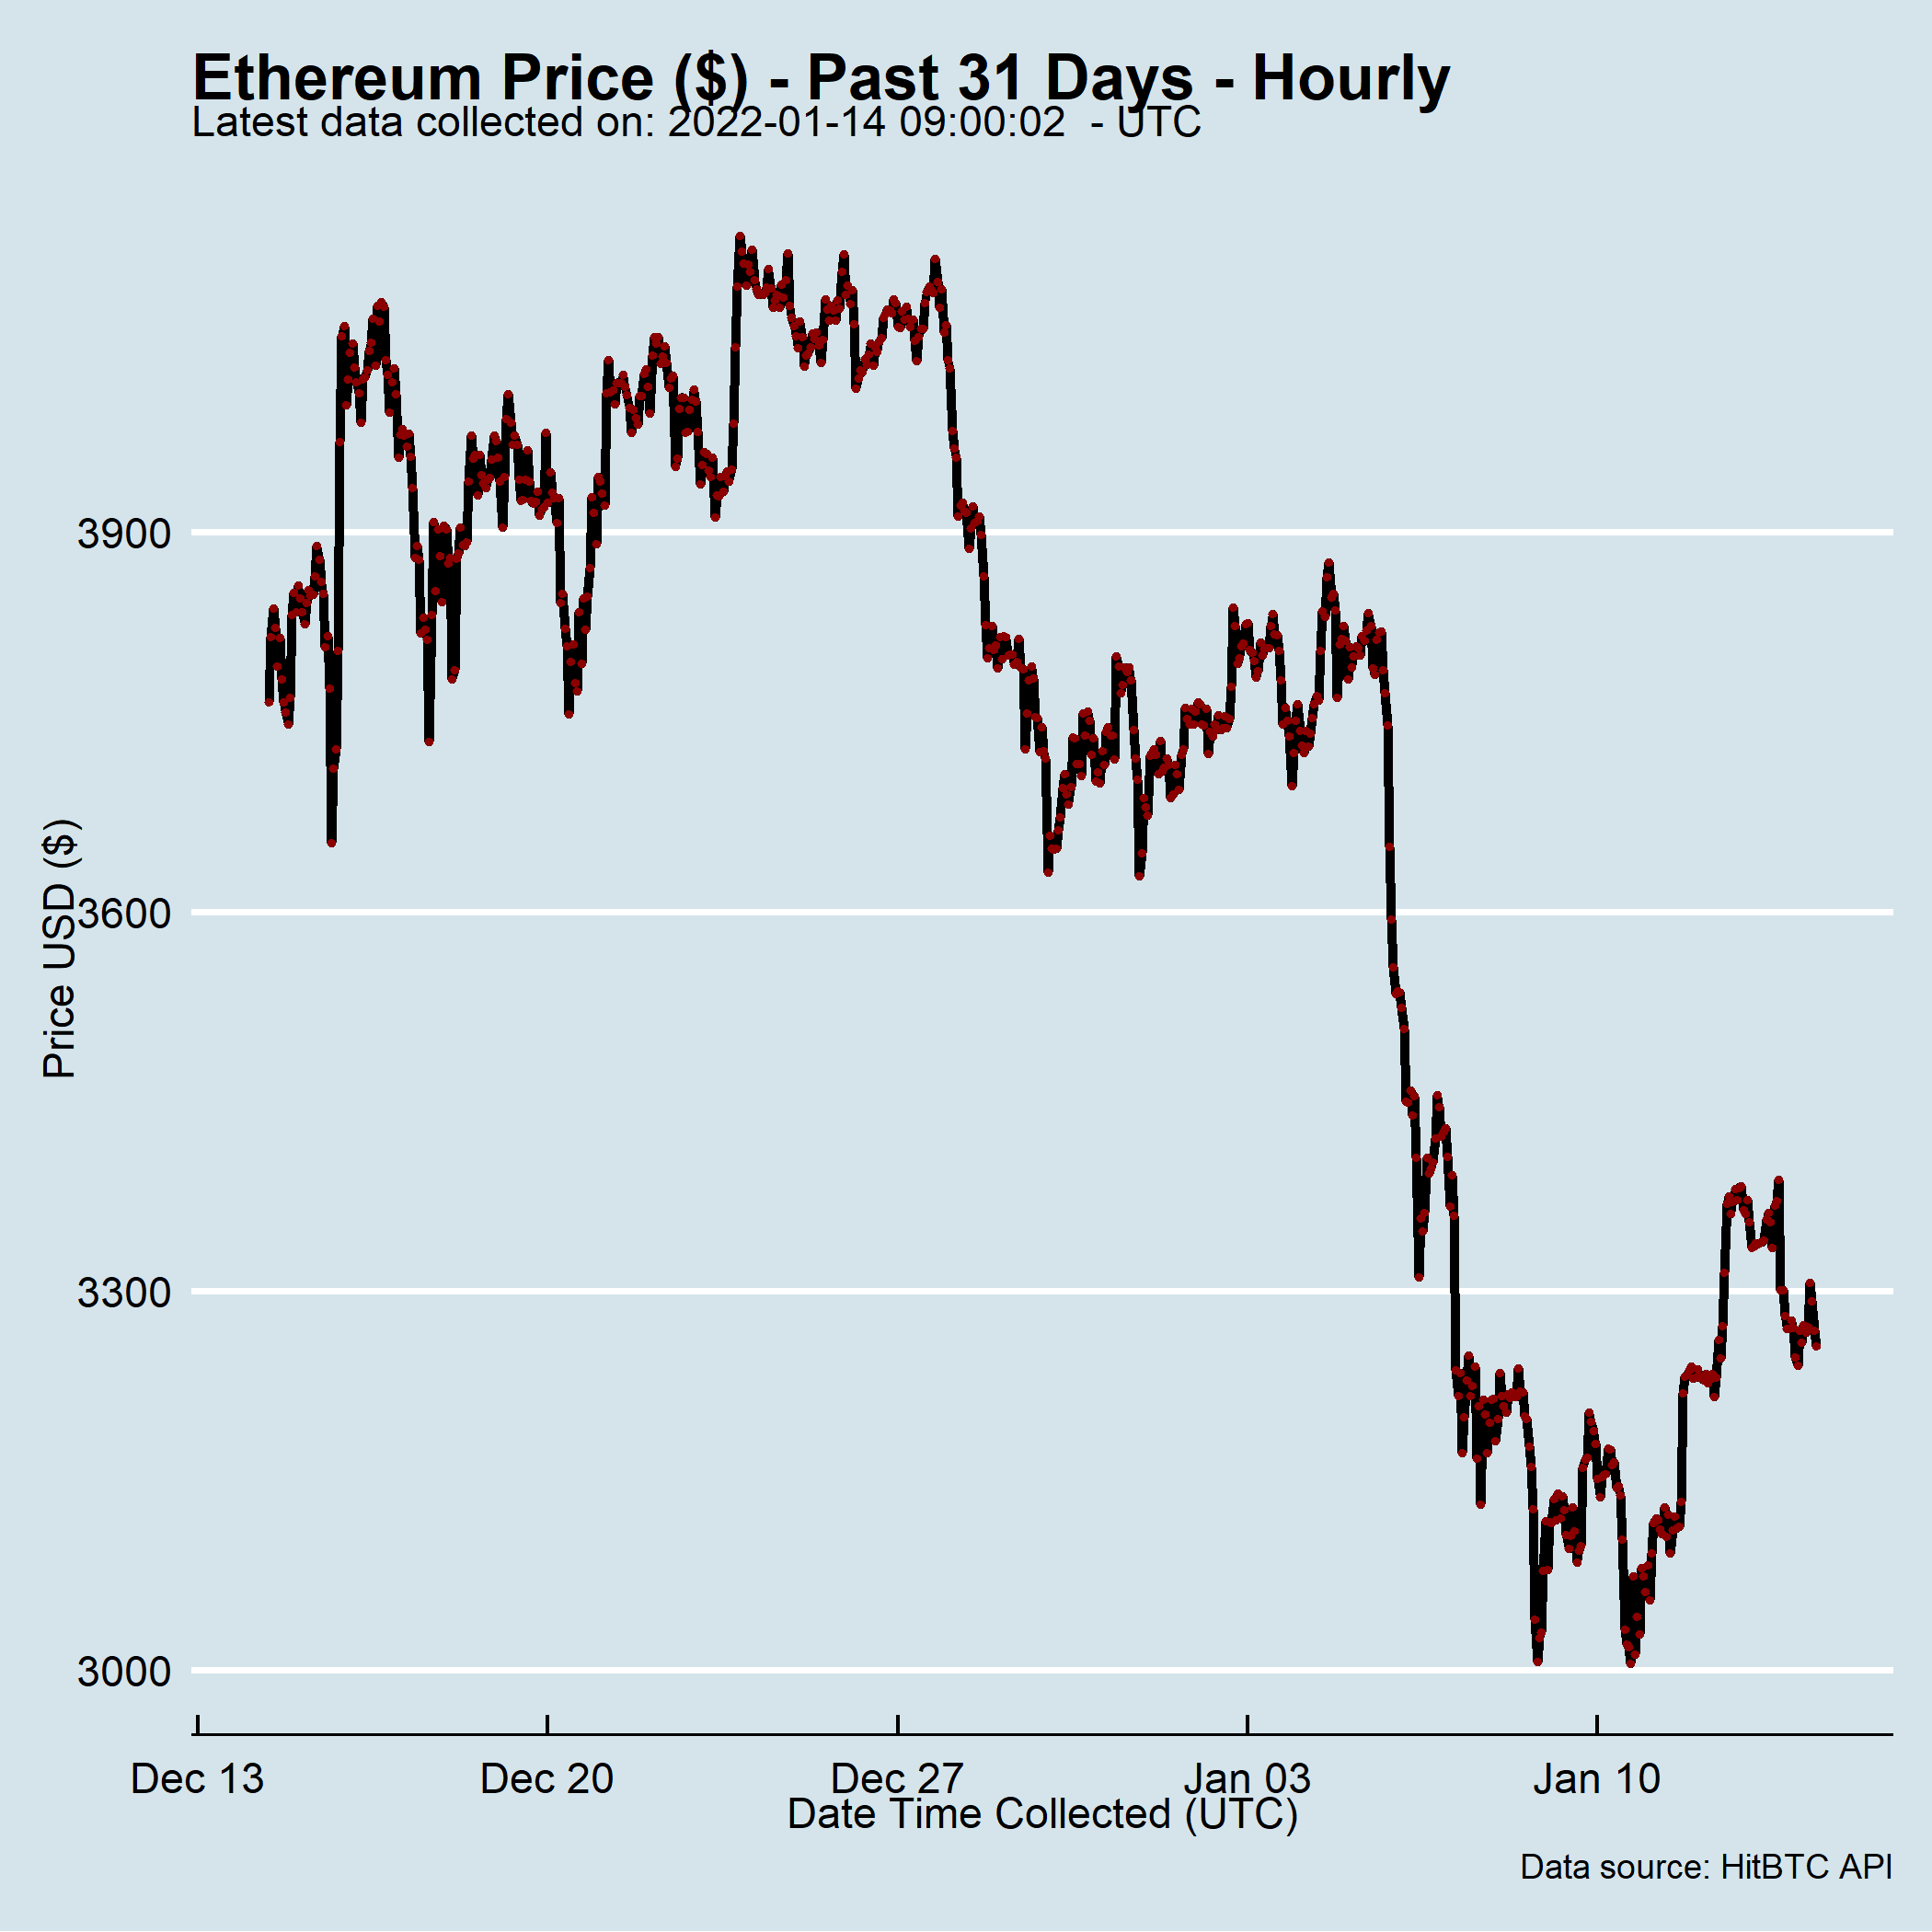 Ethereum Price ($) - Past 31 Days - Hourly
Latest data collected on: 2022-01-14 09:00:02  - UTC
Price USD ($)
3900
3600
3300
3000
Dec 13 Dec 20 Dec 27 Jan 03 Jan 10
Date Time Collected (UTC)
Data source: HitBTC API